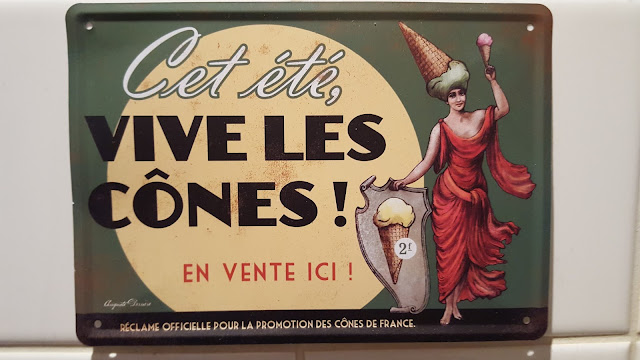 Cet été,
VIVE LES
CÔNES !
2f
EN VENTE ICI !
RÉCLAME OFFICIELLE POUR LA PROMOTION DES CÔNES DE FRANCE.